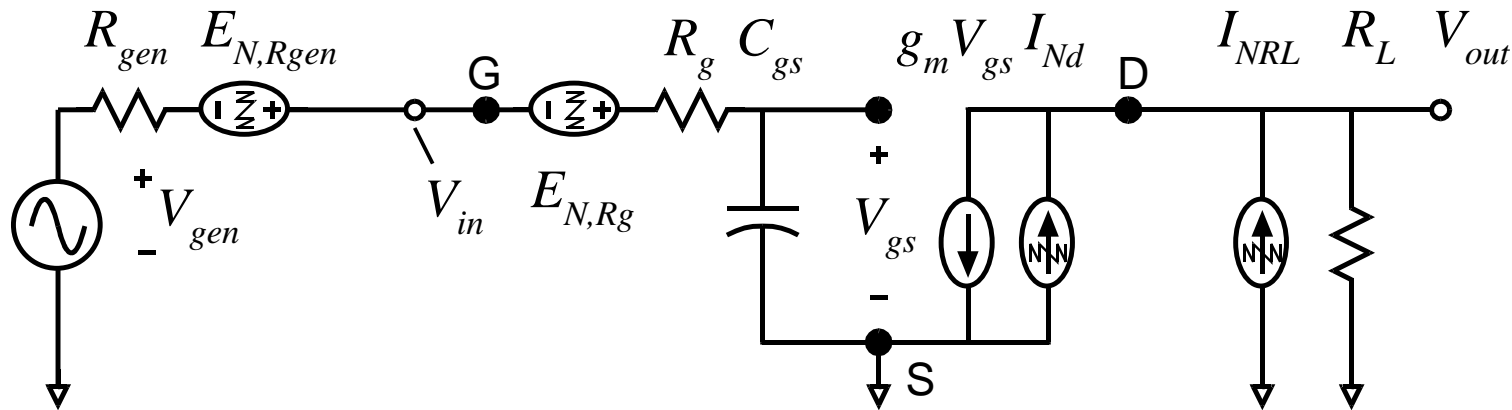 R_gen E_N,Rgen G R_g C_gs g_m V_gs I_Nd D I_NRL R_L V_out
+ V_gen − V_in E_N,Rg + V_gs −
S